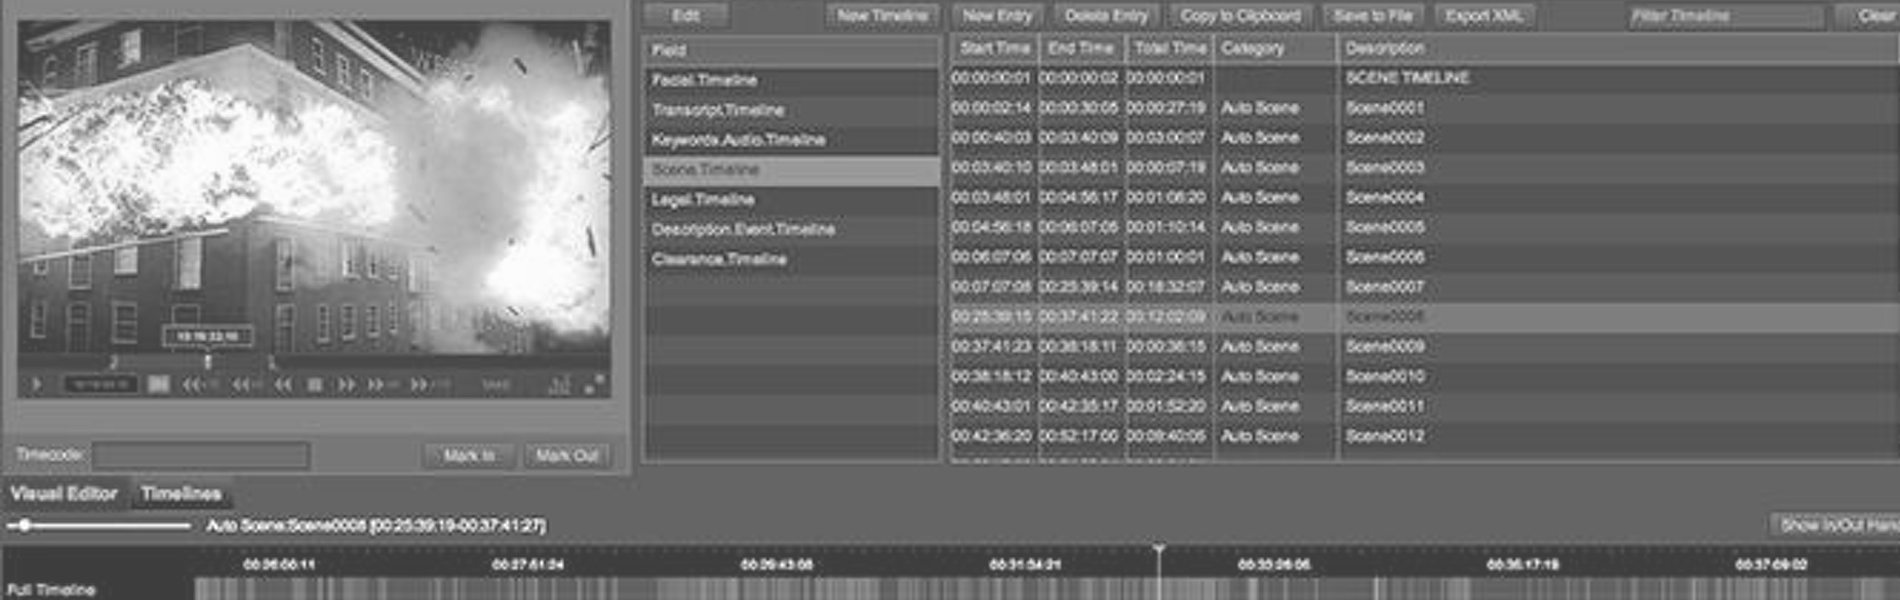 Edit New Timeline New Entry Delete Entry Copy to Clipboard Save to File Export XML Filter Timeline Clear
Field
Facial.Timeline
Transcript.Timeline
Keywords.Audio.Timeline
Scene.Timeline
Legal.Timeline
Description.Event.Timeline
Clearance.Timeline
Start Time End Time Total Time Category Description
00:00:00:01 00:00:00:02 00:00:00:01 SCENE TIMELINE
00:00:02:14 00:00:30:05 00:00:27:19 Auto Scene Scene0001
00:00:40:03 00:03:40:09 00:03:00:07 Auto Scene Scene0002
00:03:40:10 00:03:48:01 00:00:07:19 Auto Scene Scene0003
00:03:48:01 00:04:56:17 00:01:08:20 Auto Scene Scene0004
00:04:56:18 00:06:07:05 00:01:10:14 Auto Scene Scene0005
00:06:07:06 00:07:07:07 00:01:00:01 Auto Scene Scene0006
00:07:07:08 00:25:39:14 00:18:32:07 Auto Scene Scene0007
00:25:39:15 00:37:41:22 00:12:02:09 Auto Scene Scene0008
00:37:41:23 00:38:18:11 00:00:36:15 Auto Scene Scene0009
00:38:18:12 00:40:43:00 00:02:24:15 Auto Scene Scene0010
00:40:43:01 00:42:35:17 00:01:52:20 Auto Scene Scene0011
00:42:36:20 00:52:17:00 00:09:40:05 Auto Scene Scene0012
Timecode: Mark In Mark Out
Visual Editor Timelines
Auto Scene:Scene0008 [00:25:39:19-00:37:41:27]
Show In/Out
00:26:00:11 00:27:51:24 00:29:43:08 00:31:34:21 00:33:26:05 00:35:17:19 00:37:09:02
Full Timeline